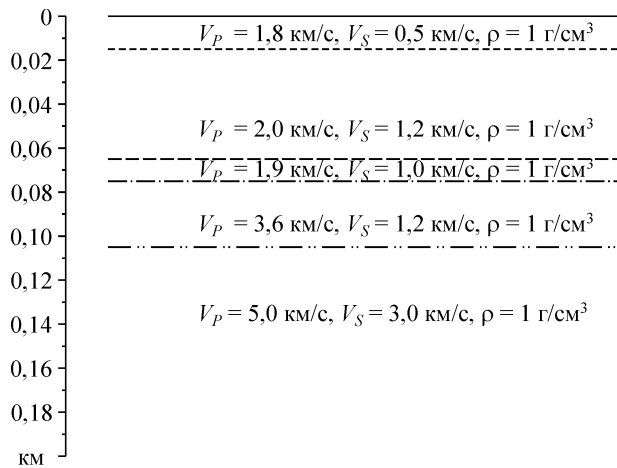 0
V_P = 1,8 км/с, V_S = 0,5 км/с, ρ = 1 г/см³
0,02
0,04
V_P = 2,0 км/с, V_S = 1,2 км/с, ρ = 1 г/см³
0,06
V_P = 1,9 км/с, V_S = 1,0 км/с, ρ = 1 г/см³
0,08
V_P = 3,6 км/с, V_S = 1,2 км/с, ρ = 1 г/см³
0,10
0,12
V_P = 5,0 км/с, V_S = 3,0 км/с, ρ = 1 г/см³
0,14
0,16
0,18
км